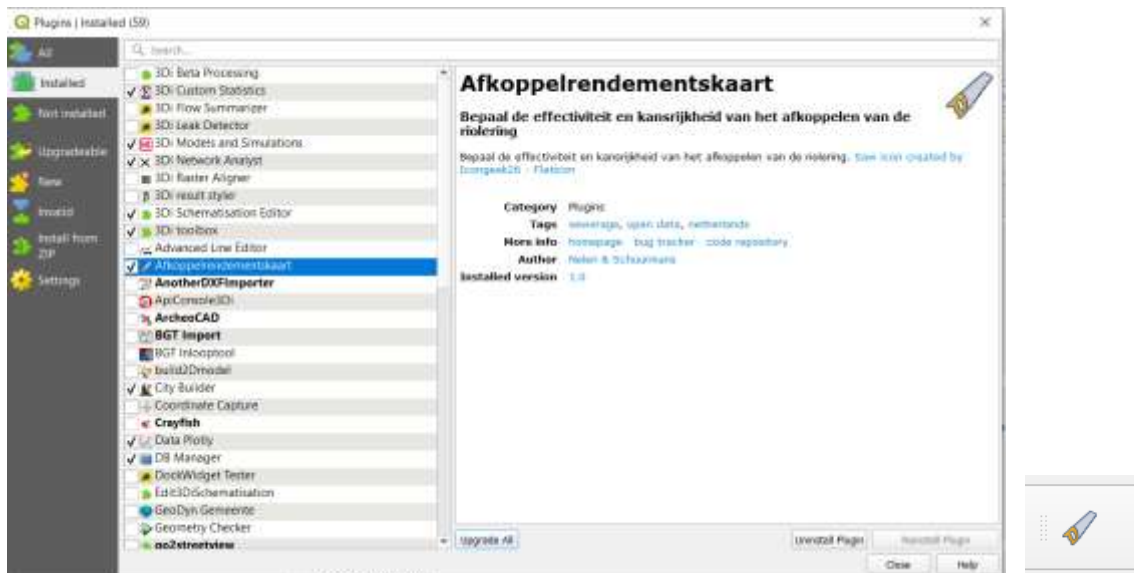 Plugins | Installed (59)
All
Installed
Not installed
Upgradeable
New
Invalid
Install from
ZIP
Settings
Search...
3Di Beta Processing
3Di Custom Statistics
3Di Flow Summarizer
3Di Leak Detector
3Di Models and Simulations
3Di Network Analyst
3Di Raster Aligner
3Di result styler
3Di Schematisation Editor
3Di toolbox
Advanced Line Editor
Afkoppelrendementskaart
AnotherDXFImporter
ApiConsole3Di
ArcheoCAD
BGT Import
BGT Inlooptool
build2Dmodel
City Builder
Coordinate Capture
Crayfish
Data Plotly
DB Manager
DockWidget Tester
Edit3DiSchematisation
GeoDyn Gemeente
Geometry Checker
go2streetview
Afkoppelrendementskaart
Bepaal de effectiviteit en kansrijkheid van het afkoppelen van de
riolering
Bepaal de effectiviteit en kansrijkheid van het afkoppelen van de riolering. Saw icon created by
Icongeek26 - Flaticon
Category Plugins
Tags sewerage, open data, netherlands
More info homepage bug tracker code repository
Author Nelen & Schuurmans
Installed version 1.0
Upgrade All
Uninstall Plugin
Reinstall Plugin
Close
Help